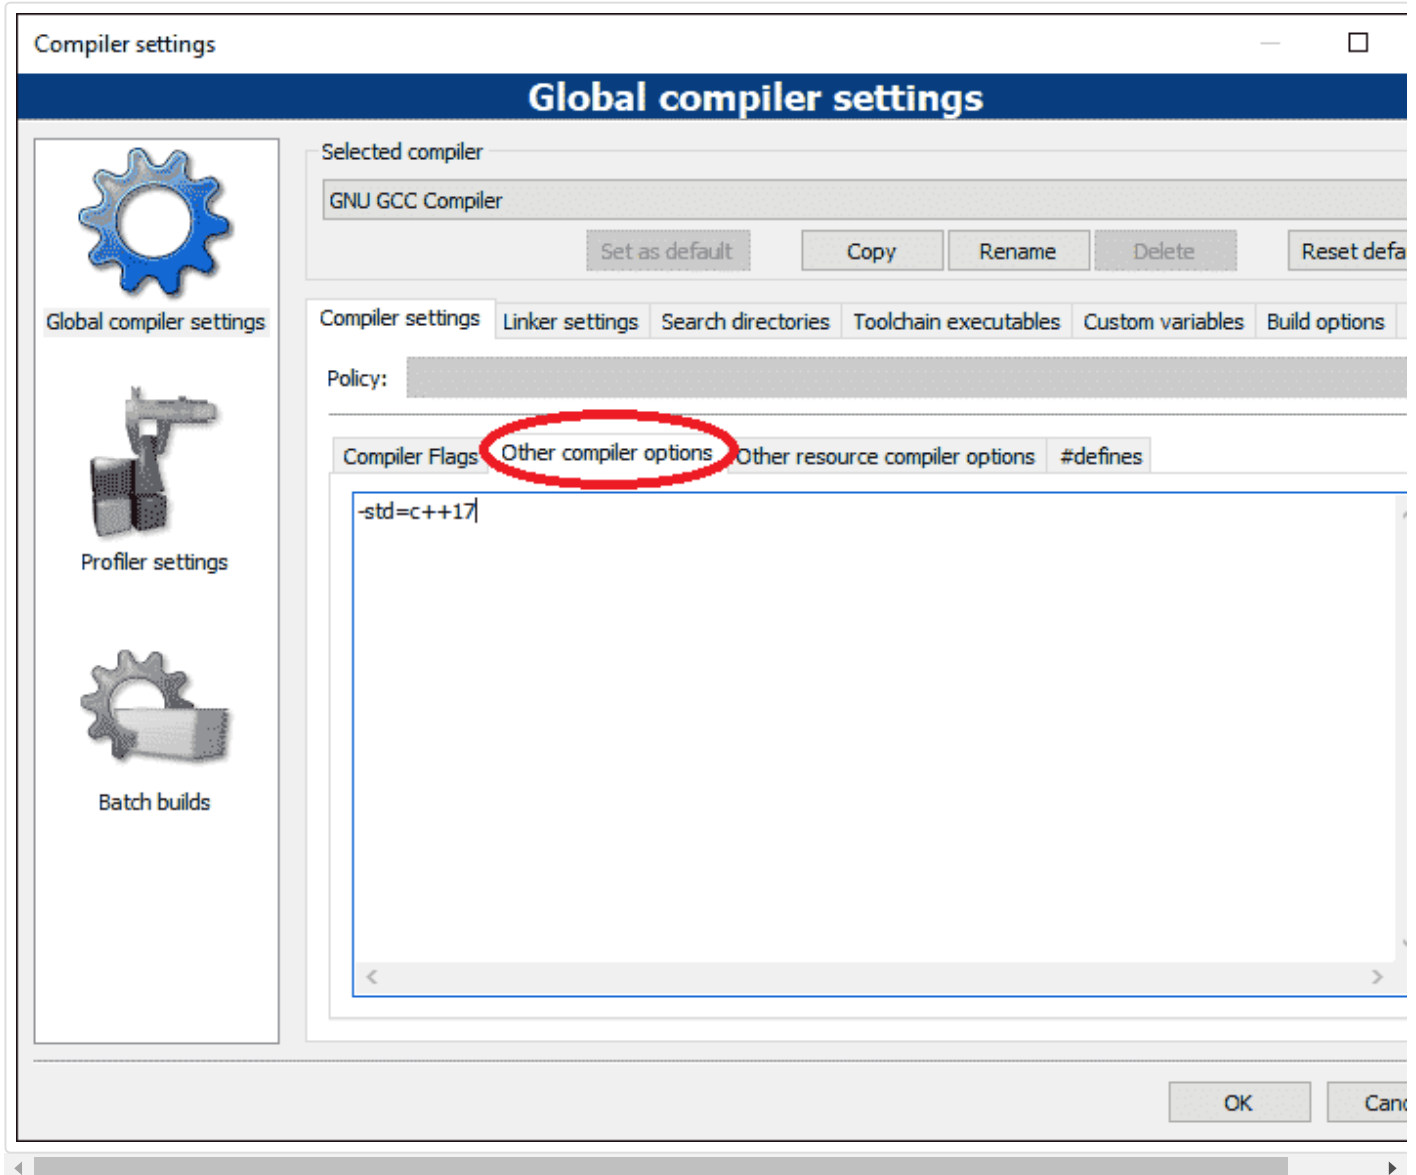 Compiler settings
Global compiler settings
Selected compiler
GNU GCC Compiler
Set as default Copy Rename Delete Reset defa
Global compiler settings
Compiler settings Linker settings Search directories Toolchain executables Custom variables Build options
Policy:
Compiler Flags Other compiler options Other resource compiler options #defines
-std=c++17
Profiler settings
Batch builds
OK Canc